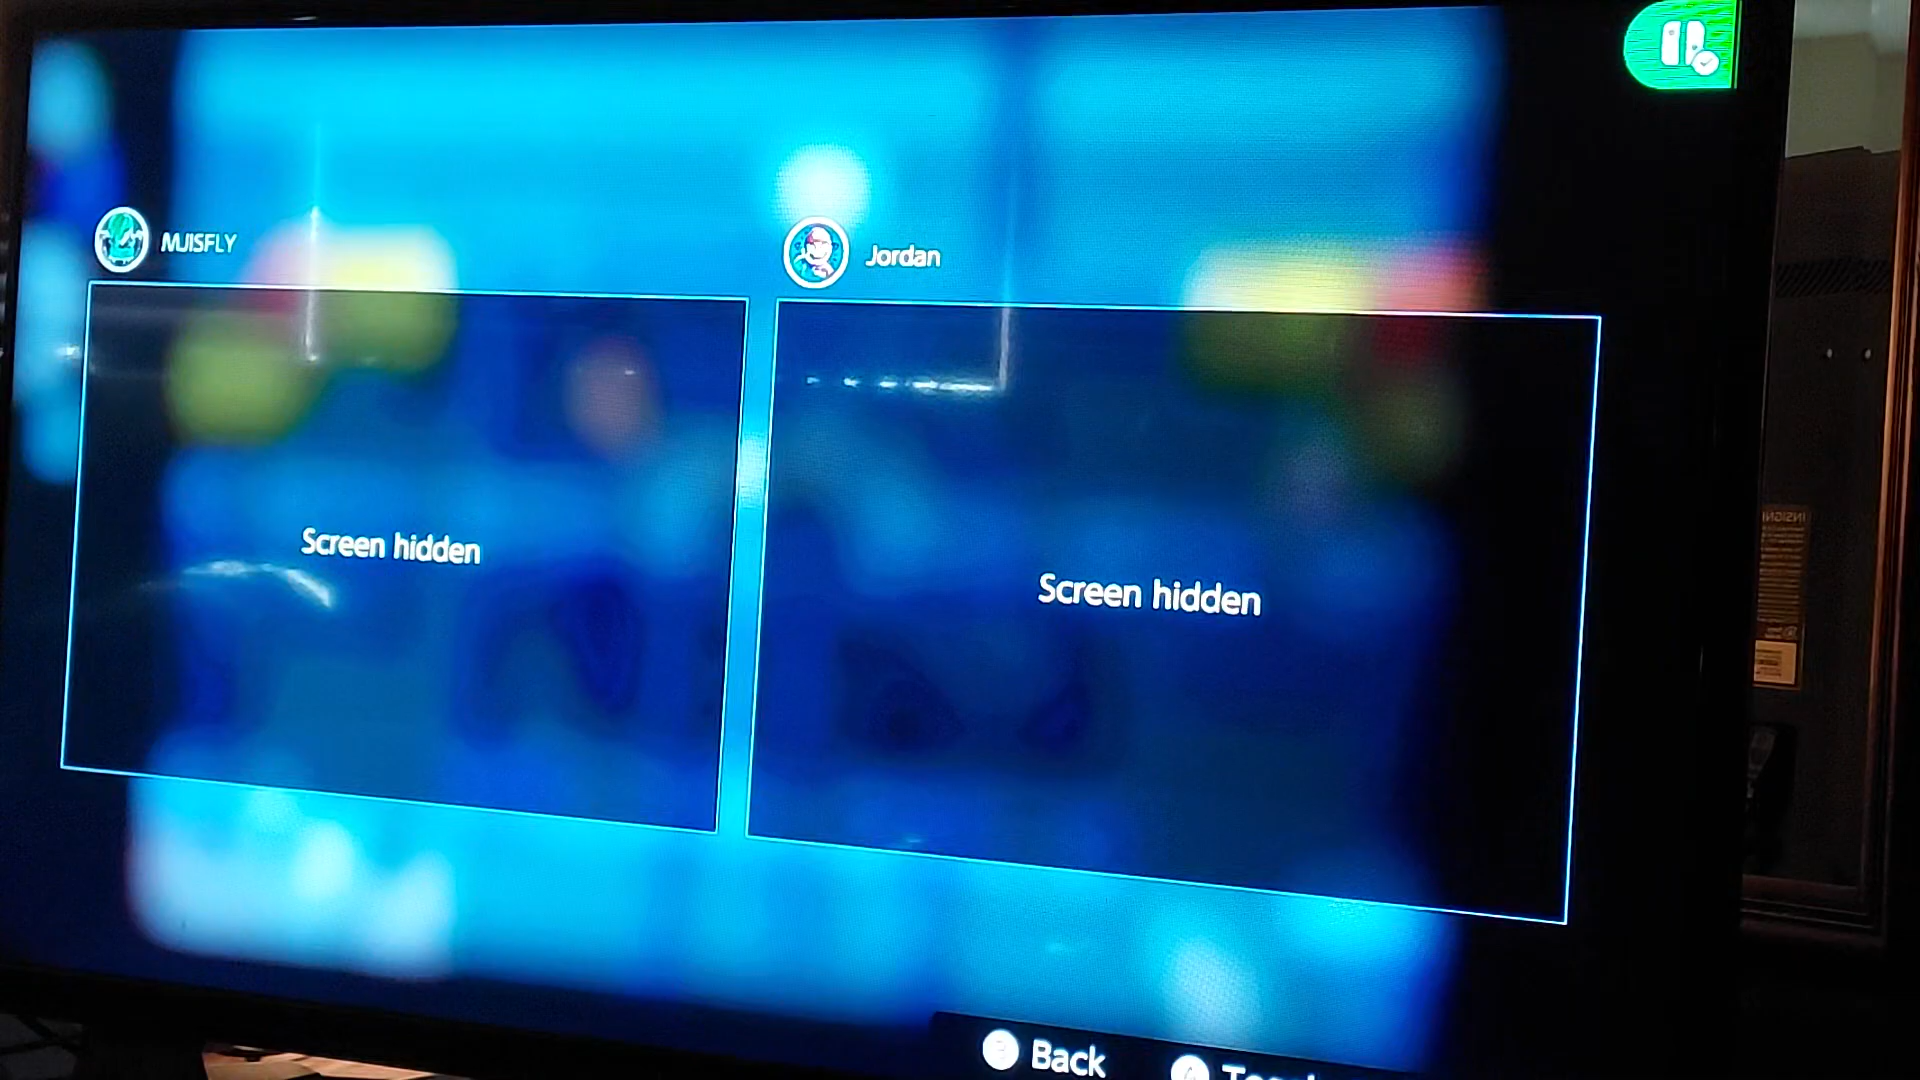 MJISFLY
Jordan
Screen hidden
Screen hidden
Back